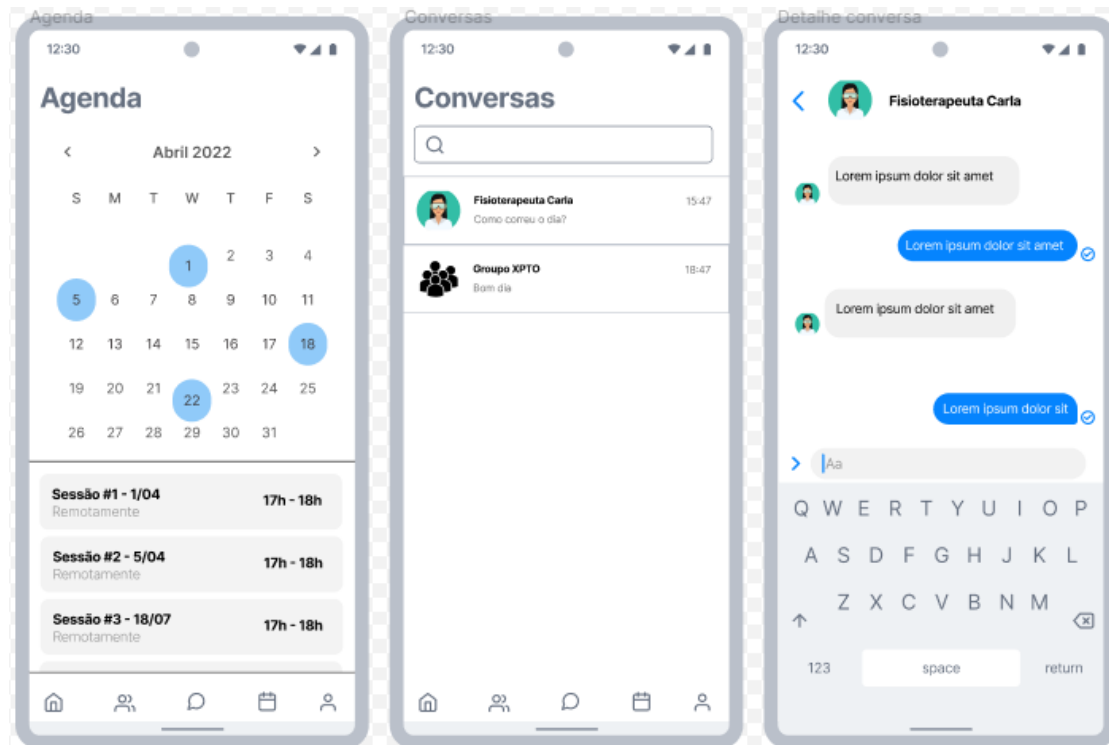 Agenda
12:30
Agenda
Abril 2022
S M T W T F S
1 2 3 4
5 6 7 8 9 10 11
12 13 14 15 16 17 18
19 20 21 22 23 24 25
26 27 28 29 30 31
Sessão #1 - 1/04 17h - 18h
Remotamente
Sessão #2 - 5/04 17h - 18h
Remotamente
Sessão #3 - 18/07 17h - 18h
Remotamente
Conversas
12:30
Conversas
Fisioterapeuta Carla 15:47
Como correu o dia?
Groupo XPTO 18:47
Bom dia
Detalhe conversa
12:30
Fisioterapeuta Carla
Lorem ipsum dolor sit amet
Lorem ipsum dolor sit amet
Lorem ipsum dolor sit amet
Lorem ipsum dolor sit
Aa
Q W E R T Y U I O P
A S D F G H J K L
Z X C V B N M
123 space return